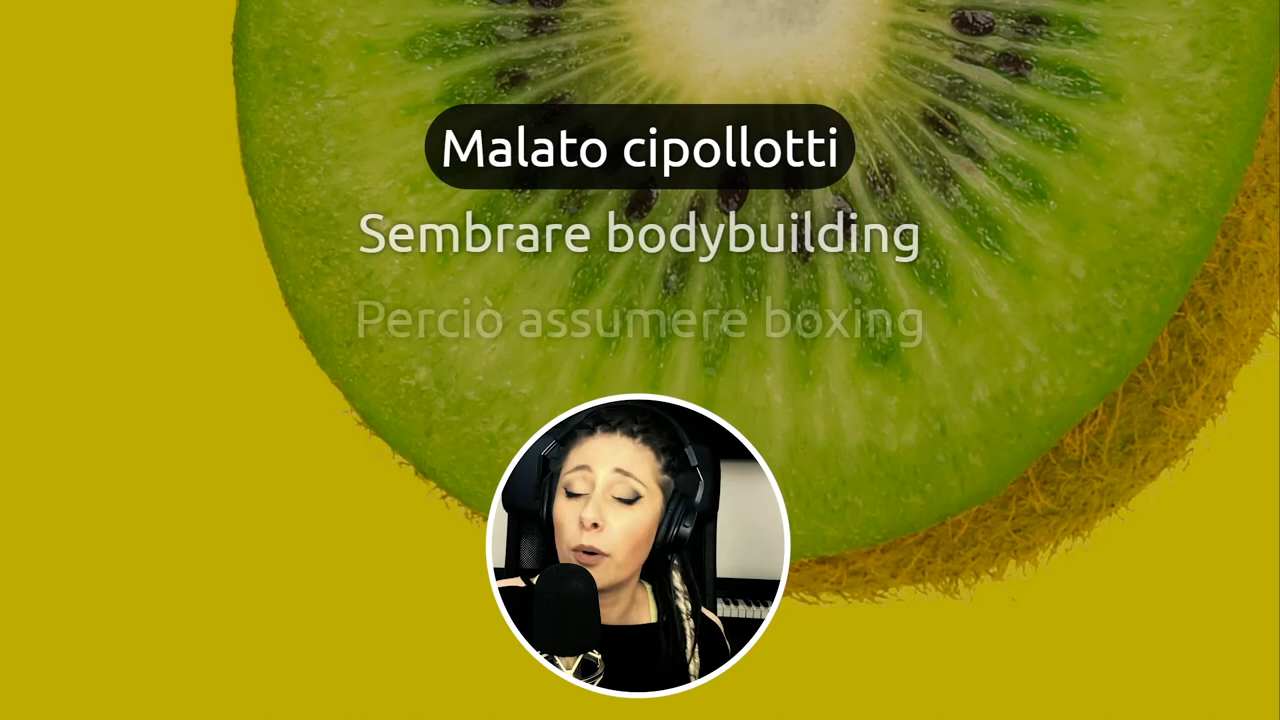 Malato cipollotti
Sembrare bodybuilding
Perciò assumere boxing